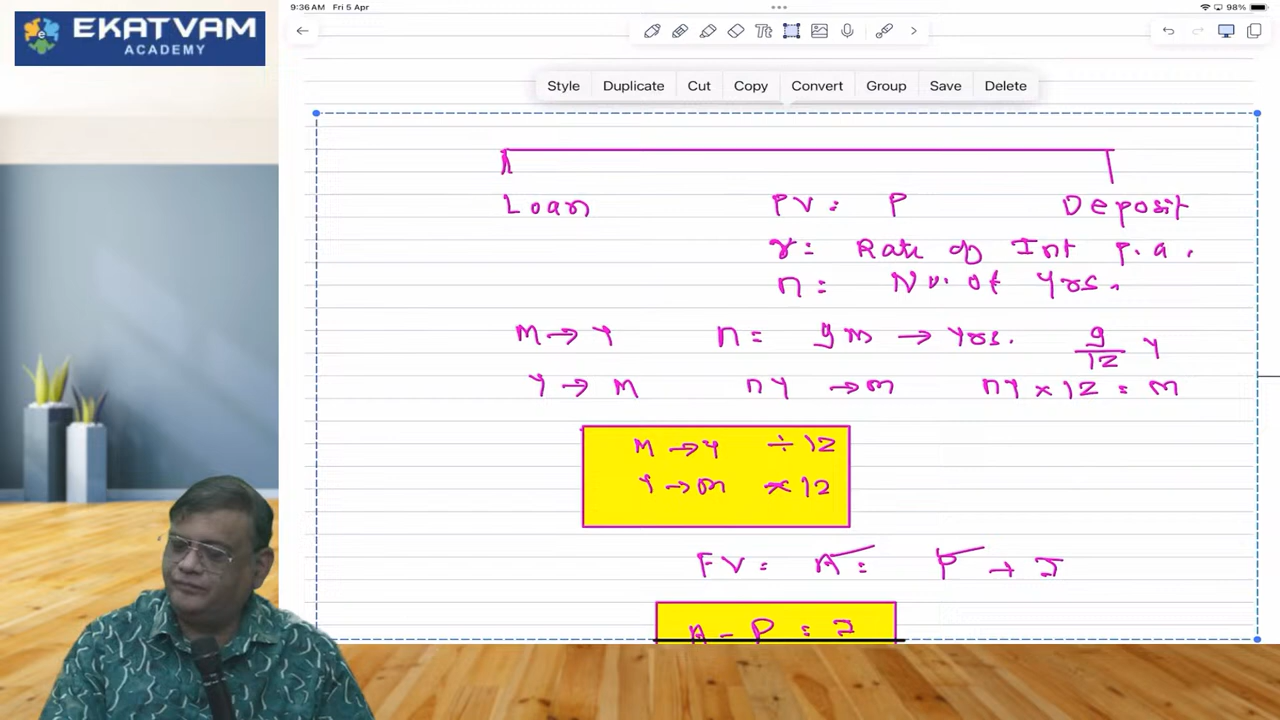 9:36 AM Fri 5 Apr
98%
EKATVAM
ACADEMY
Style Duplicate Cut Copy Convert Group Save Delete
Loan PV = P Deposit
r = Rate of Int p.a.
n = No. of Yrs.
M → Y n = 9m → Yrs. 9/12 Y
Y → M nY → m nY × 12 = M
M → Y ÷ 12
Y → m × 12
FV = A = P + I
A - P = I